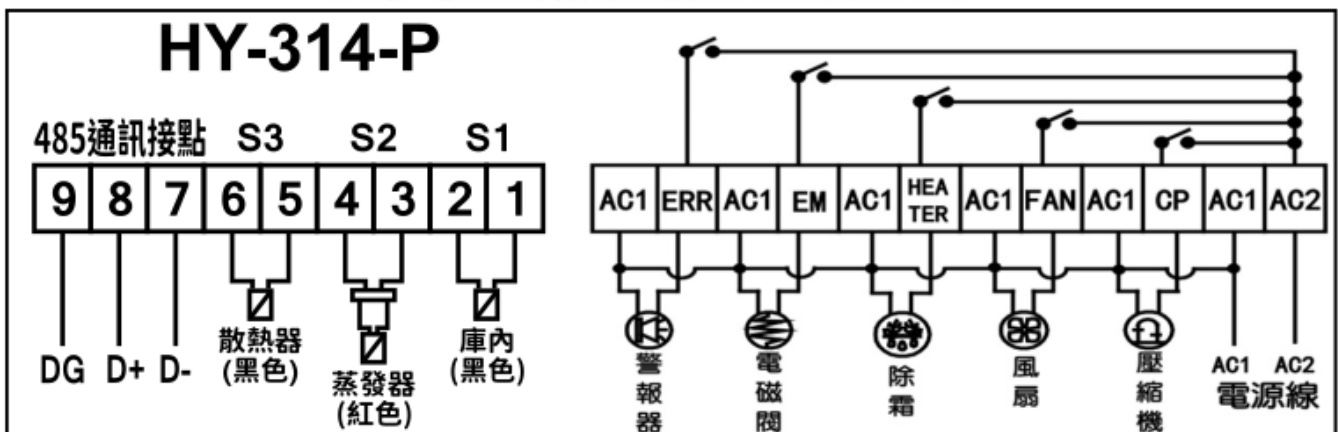 HY-314-P
485通訊接點 S3 S2 S1
9 8 7 6 5 4 3 2 1
DG D+ D-
散熱器
(黑色)
蒸發器
(紅色)
庫內
(黑色)
AC1 ERR AC1 EM AC1 HEA TER AC1 FAN AC1 CP AC1 AC2
警報器
電磁閥
除霜
風扇
壓縮機
AC1 AC2
電源線